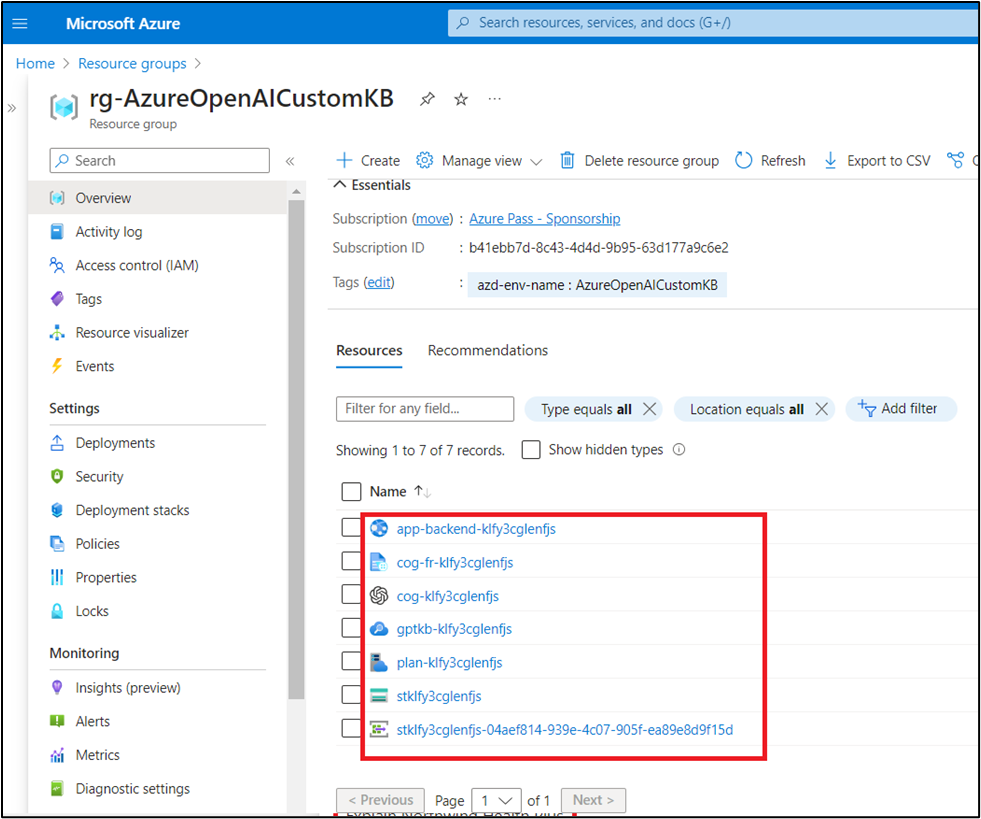 Microsoft Azure
Search resources, services, and docs (G+/)
Home > Resource groups >
rg-AzureOpenAICustomKB
Resource group
Search
Overview
Activity log
Access control (IAM)
Tags
Resource visualizer
Events
Settings
Deployments
Security
Deployment stacks
Policies
Properties
Locks
Monitoring
Insights (preview)
Alerts
Metrics
Diagnostic settings
Create Manage view Delete resource group Refresh Export to CSV
Essentials
Subscription (move) : Azure Pass - Sponsorship
Subscription ID : b41ebb7d-8c43-4d4d-9b95-63d177a9c6e2
Tags (edit) : azd-env-name : AzureOpenAICustomKB
Resources Recommendations
Filter for any field... Type equals all Location equals all Add filter
Showing 1 to 7 of 7 records. Show hidden types
Name ↑↓
app-backend-klfy3cglenfjs
cog-fr-klfy3cglenfjs
cog-klfy3cglenfjs
gptkb-klfy3cglenfjs
plan-klfy3cglenfjs
stklfy3cglenfjs
stklfy3cglenfjs-04aef814-939e-4c07-905f-ea89e8d9f15d
< Previous Page 1 of 1 Next >